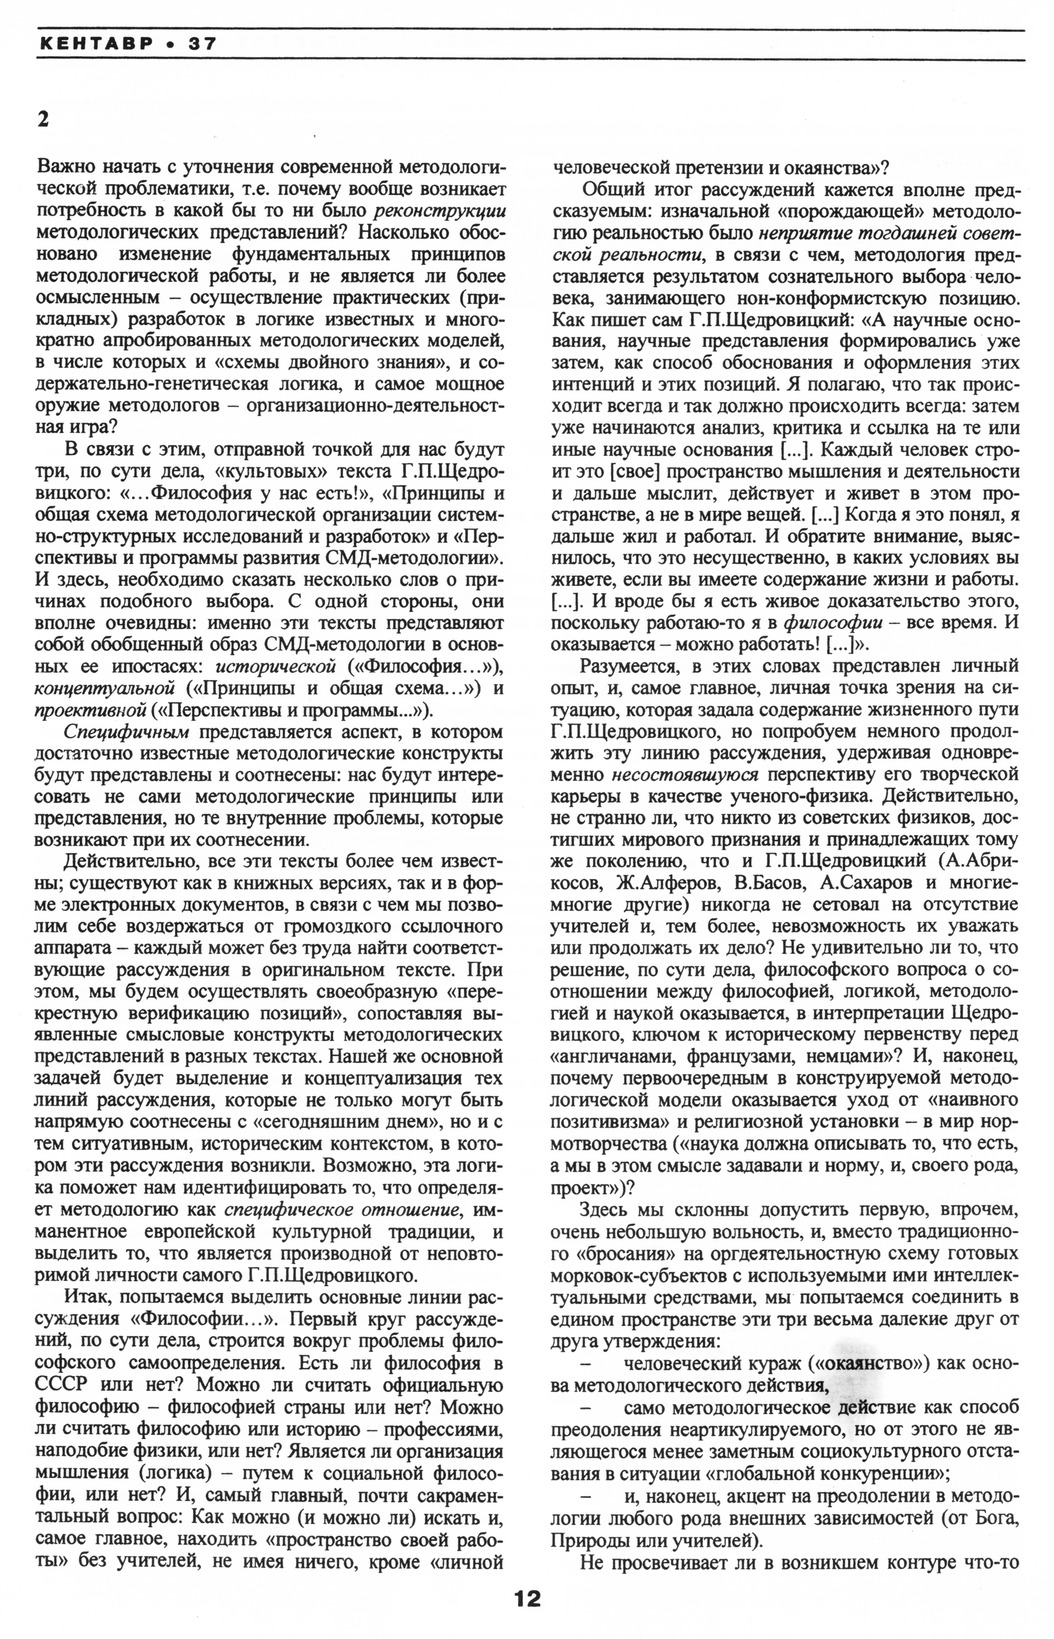 КЕНТАВР • 37
2
Важно начать с уточнения современной методологи-
ческой проблематики, т.е. почему вообще возникает
потребность в какой бы то ни было реконструкции
методологических представлений? Насколько обос-
новано изменение фундаментальных принципов
методологической работы, и не является ли более
осмысленным – осуществление практических (при-
кладных) разработок в логике известных и много-
кратно апробированных методологических моделей,
в числе которых и «схемы двойного знания», и со-
держательно-генетическая логика, и самое мощное
оружие методологов – организационно-деятельност-
ная игра?
В связи с этим, отправной точкой для нас будут
три, по сути дела, «культовых» текста Г.П.Щедро-
вицкого: «…Философия у нас есть!», «Принципы и
общая схема методологической организации систем-
но-структурных исследований и разработок» и «Пер-
спективы и программы развития СМД-методологии».
И здесь, необходимо сказать несколько слов о при-
чинах подобного выбора. С одной стороны, они
вполне очевидны: именно эти тексты представляют
собой обобщенный образ СМД-методологии в основ-
ных ее ипостасях: исторической («Философия…»),
концептуальной («Принципы и общая схема…») и
проективной («Перспективы и программы...»).
Специфичным представляется аспект, в котором
достаточно известные методологические конструкты
будут представлены и соотнесены: нас будут интере-
совать не сами методологические принципы или
представления, но те внутренние проблемы, которые
возникают при их соотнесении.
Действительно, все эти тексты более чем извест-
ны; существуют как в книжных версиях, так и в фор-
ме электронных документов, в связи с чем мы позво-
лим себе воздержаться от громоздкого ссылочного
аппарата – каждый может без труда найти соответст-
вующие рассуждения в оригинальном тексте. При
этом, мы будем осуществлять своеобразную «пере-
крестную верификацию позиций», сопоставляя вы-
явленные смысловые конструкты методологических
представлений в разных текстах. Нашей же основной
задачей будет выделение и концептуализация тех
линий рассуждения, которые не только могут быть
напрямую соотнесены с «сегодняшним днем», но и с
тем ситуативным, историческим контекстом, в кото-
ром эти рассуждения возникли. Возможно, эта логи-
ка поможет нам идентифицировать то, что определя-
ет методологию как специфическое отношение, им-
манентное европейской культурной традиции, и
выделить то, что является производной от неповто-
римой личности самого Г.П.Щедровицкого.
Итак, попытаемся выделить основные линии рас-
суждения «Философии…». Первый круг рассужде-
ний, по сути дела, строится вокруг проблемы фило-
софского самоопределения. Есть ли философия в
СССР или нет? Можно ли считать официальную
философию – философией страны или нет? Можно
ли считать философию или историю – профессиями,
наподобие физики, или нет? Является ли организация
мышления (логика) – путем к социальной филосо-
фии, или нет? И, самый главный, почти сакрамен-
тальный вопрос: Как можно (и можно ли) искать и,
самое главное, находить «пространство своей рабо-
ты» без учителей, не имея ничего, кроме «личной
человеческой претензии и окаянства»?
Общий итог рассуждений кажется вполне пред-
сказуемым: изначальной «порождающей» методоло-
гию реальностью было неприятие тогдашней совет-
ской реальности, в связи с чем, методология пред-
ставляется результатом сознательного выбора чело-
века, занимающего нон-конформистскую позицию.
Как пишет сам Г.П.Щедровицкий: «А научные осно-
вания, научные представления формировались уже
затем, как способ обоснования и оформления этих
интенций и этих позиций. Я полагаю, что так проис-
ходит всегда и так должно происходить всегда: затем
уже начинаются анализ, критика и ссылка на те или
иные научные основания [...]. Каждый человек стро-
ит это [свое] пространство мышления и деятельности
и дальше мыслит, действует и живет в этом про-
странстве, а не в мире вещей. [...] Когда я это понял, я
дальше жил и работал. И обратите внимание, выяс-
нилось, что это несущественно, в каких условиях вы
живете, если вы имеете содержание жизни и работы.
[...]. И вроде бы я есть живое доказательство этого,
поскольку работаю-то я в философии – все время. И
оказывается – можно работать! [...]».
Разумеется, в этих словах представлен личный
опыт, и, самое главное, личная точка зрения на си-
туацию, которая задала содержание жизненного пути
Г.П.Щедровицкого, но попробуем немного продол-
жить эту линию рассуждения, удерживая одновре-
менно несостоявшуюся перспективу его творческой
карьеры в качестве ученого-физика. Действительно,
не странно ли, что никто из советских физиков, дос-
тигших мирового признания и принадлежащих тому
же поколению, что и Г.П.Щедровицкий (А.Абри-
косов, Ж.Алферов, В.Басов, А.Сахаров и многие-
многие другие) никогда не сетовал на отсутствие
учителей и, тем более, невозможность их уважать
или продолжать их дело? Не удивительно ли то, что
решение, по сути дела, философского вопроса о со-
отношении между философией, логикой, методоло-
гией и наукой оказывается, в интерпретации Щедро-
вицкого, ключом к историческому первенству перед
«англичанами, французами, немцами»? И, наконец,
почему первоочередным в конструируемой методо-
логической модели оказывается уход от «наивного
позитивизма» и религиозной установки – в мир нор-
мотворчества («наука должна описывать то, что есть,
а мы в этом смысле задавали и норму, и, своего рода,
проект»)?
Здесь мы склонны допустить первую, впрочем,
очень небольшую вольность, и, вместо традиционно-
го «бросания» на оргдеятельностную схему готовых
морковок-субъектов с используемыми ими интеллек-
туальными средствами, мы попытаемся соединить в
едином пространстве эти три весьма далекие друг от
друга утверждения:
– человеческий кураж («окаянство») как осно-
ва методологического действия,
– само методологическое действие как способ
преодоления неартикулируемого, но от этого не яв-
ляющегося менее заметным социокультурного отста-
вания в ситуации «глобальной конкуренции»;
– и, наконец, акцент на преодолении в методо-
логии любого рода внешних зависимостей (от Бога,
Природы или учителей).
Не просвечивает ли в возникшем контуре что-то
12